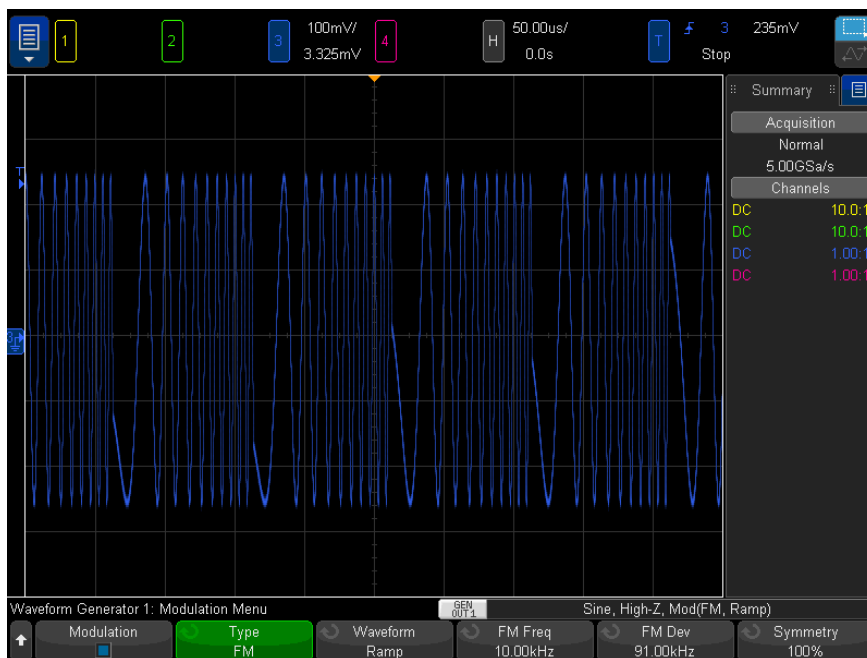 1
2
3
100mV/
3.325mV
4
H
50.00us/
0.0s
T
3
235mV
Stop
Summary
Acquisition
Normal
5.00GSa/s
Channels
DC 10.0:1
DC 10.0:1
DC 1.00:1
DC 1.00:1
T
3
Waveform Generator 1: Modulation Menu
GEN
OUT1
Sine, High-Z, Mod(FM, Ramp)
Modulation
Type
FM
Waveform
Ramp
FM Freq
10.00kHz
FM Dev
91.00kHz
Symmetry
100%